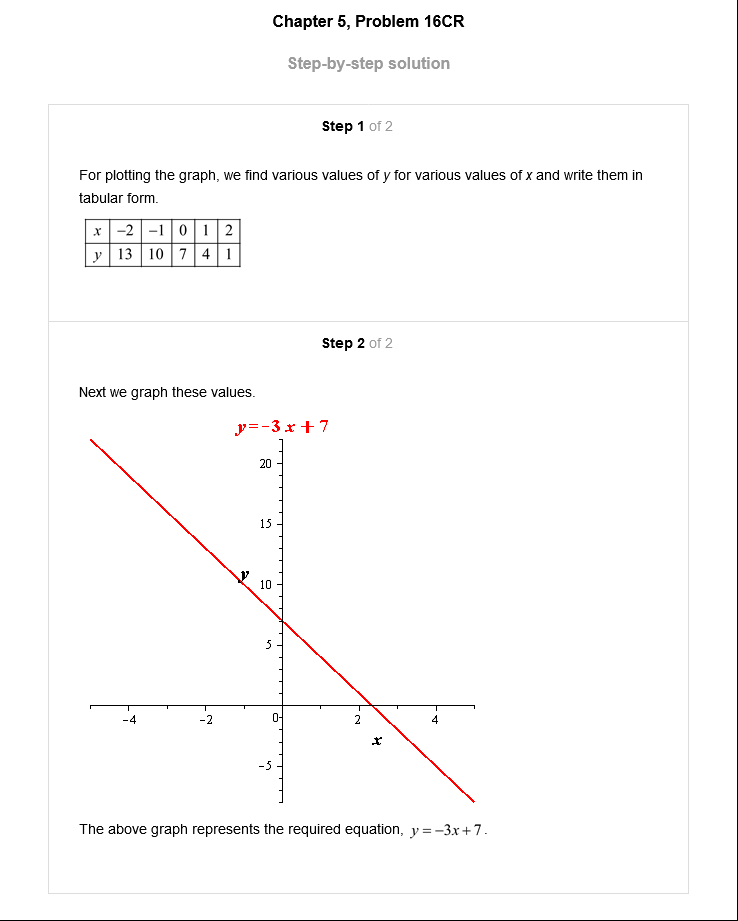 Chapter 5, Problem 16CR
Step-by-step solution
Step 1 of 2
For plotting the graph, we find various values of y for various values of x and write them in
tabular form.
x −2 −1 0 1 2
y 13 10 7 4 1
Step 2 of 2
Next we graph these values.
y=−3x+7
20
15
y
10
5
−4 −2 0 2 4
x
−5
The above graph represents the required equation, y=−3x+7.